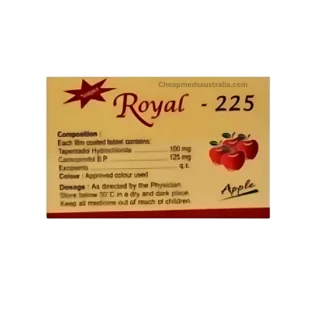 Cheapmedsaustralia.com
Royal - 225
Composition :
Each film coated tablet contains:
Tapentadol Hydrochloride 100 mg
Carisoprodol B.P. 125 mg
Excipients q.s.
Colour : Approved colour used
Dosage : As directed by the Physician.
Store below 30°C in a dry and dark place.
Keep all medicine out of reach of children.
Apple